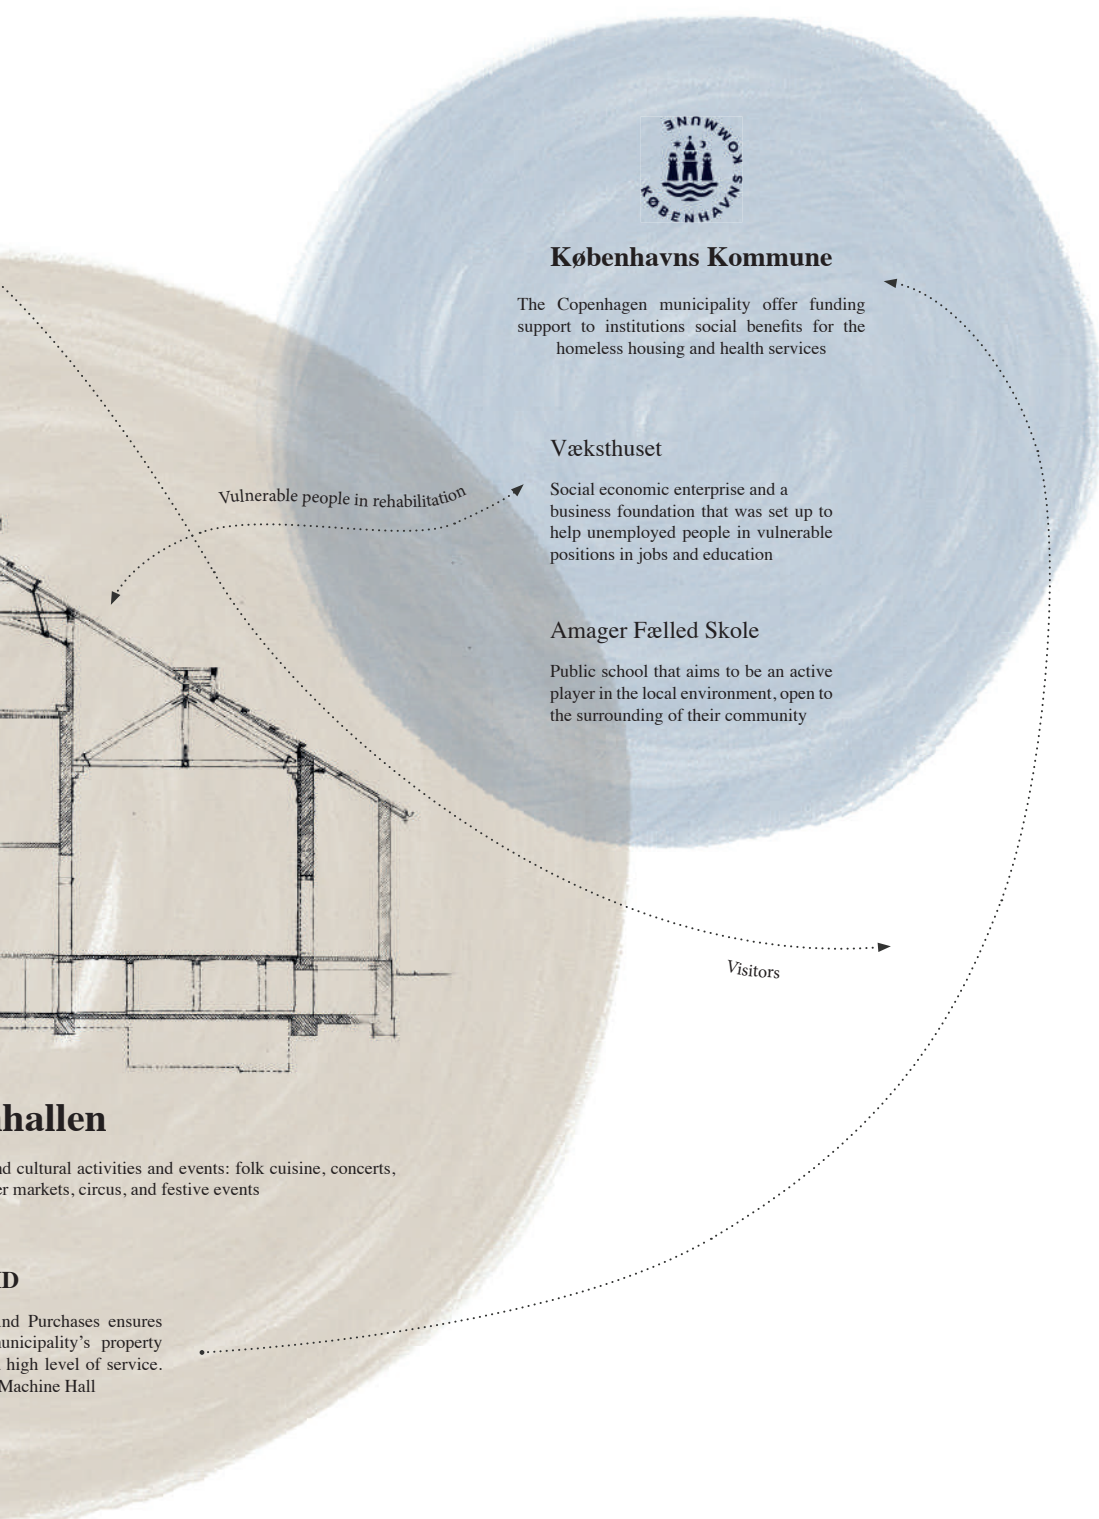 KØBENHAVNS KOMMUNE
Københavns Kommune
The Copenhagen municipality offer funding
support to institutions social benefits for the
homeless housing and health services
Væksthuset
Social economic enterprise and a
business foundation that was set up to
help unemployed people in vulnerable
positions in jobs and education
Vulnerable people in rehabilitation
Amager Fælled Skole
Public school that aims to be an active
player in the local environment, open to
the surrounding of their community
Visitors
hallen
cultural activities and events: folk cuisine, concerts,
markets, circus, and festive events
D
Purchases ensures
property
high level of service.
Machine Hall